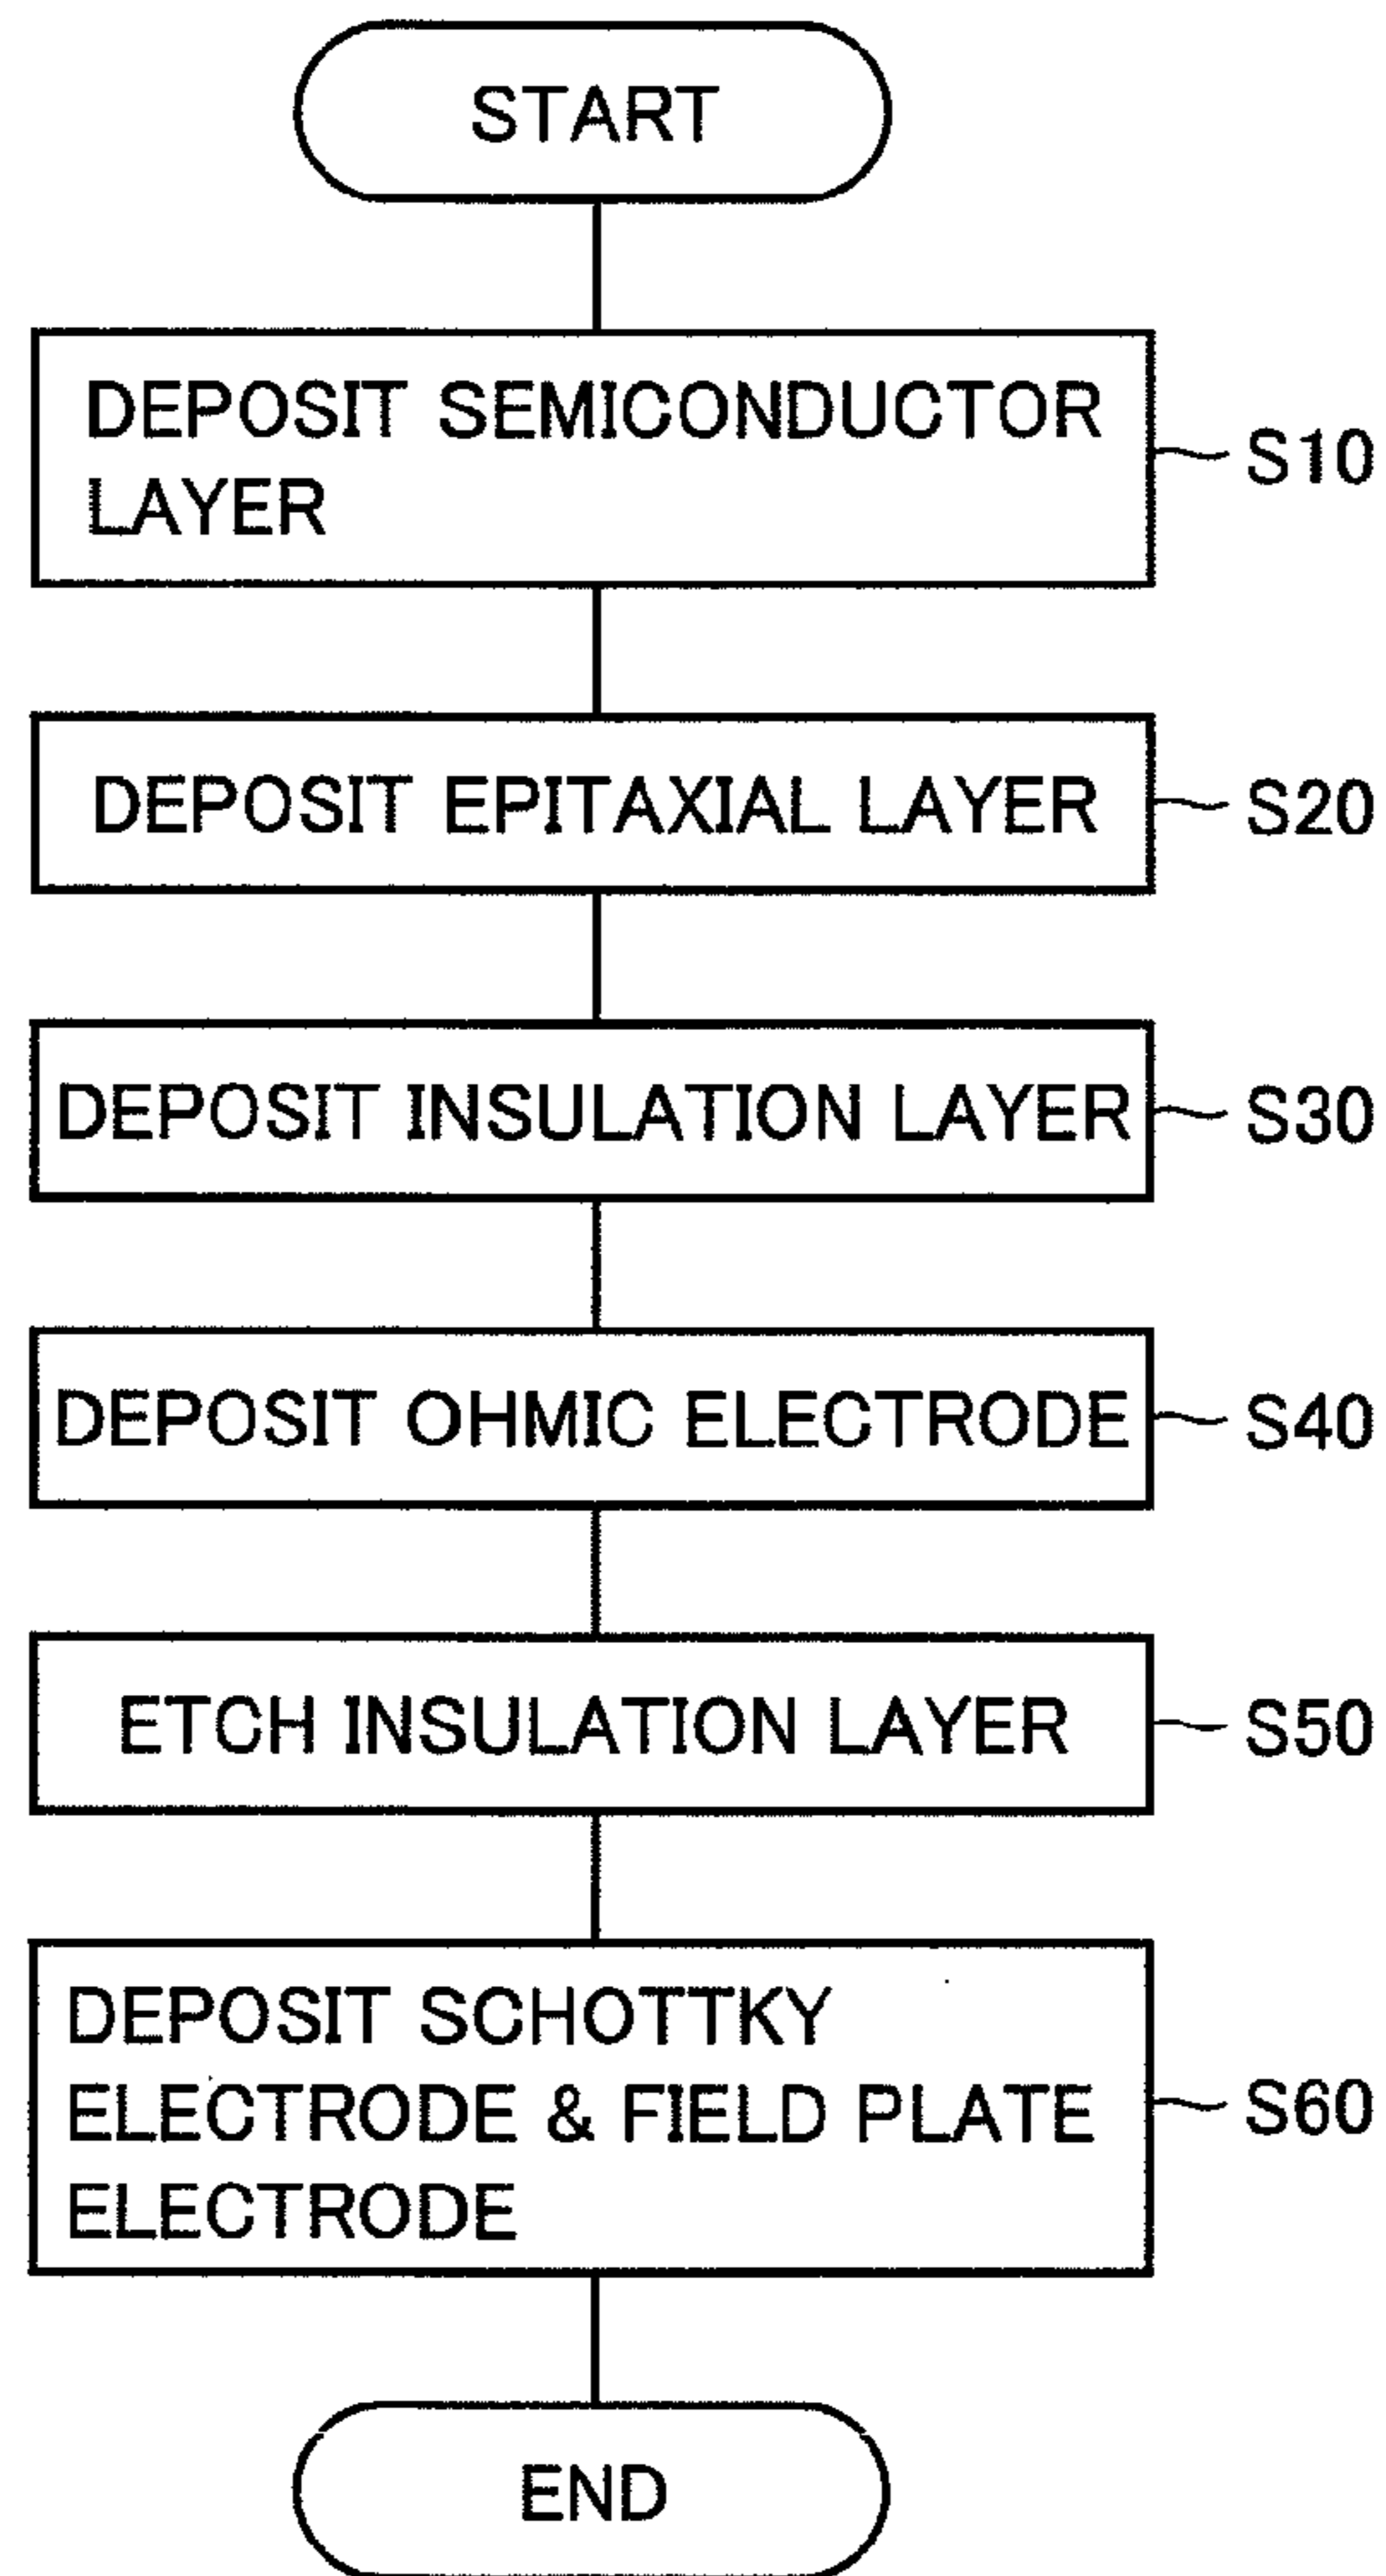 START
DEPOSIT SEMICONDUCTOR
LAYER
S10
DEPOSIT EPITAXIAL LAYER
S20
DEPOSIT INSULATION LAYER
S30
DEPOSIT OHMIC ELECTRODE
S40
ETCH INSULATION LAYER
S50
DEPOSIT SCHOTTKY
ELECTRODE & FIELD PLATE
ELECTRODE
S60
END